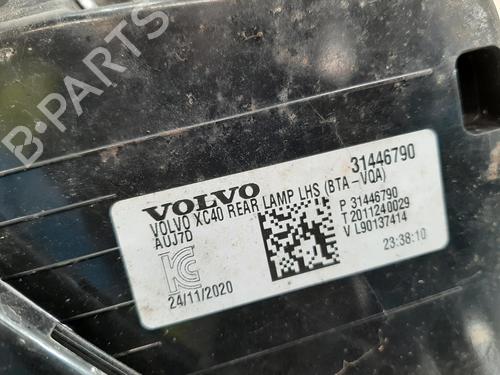 B-PARTS
VOLVO
31446790
VOLVO XC40 REAR LAMP LHS (BTA-VOA)
AUJ7D
P 31446790
T 2011240029
V L90137414
KC
24/11/2020
23:38:10